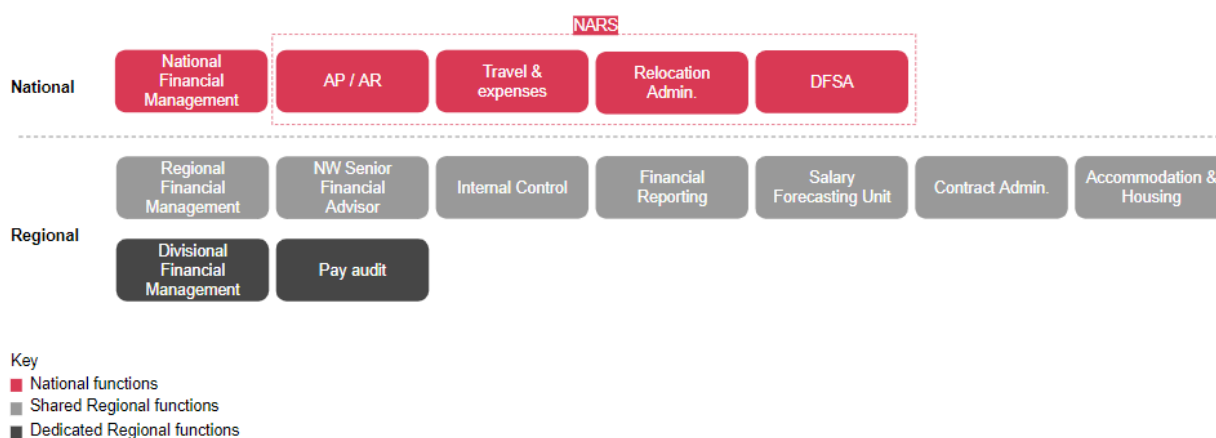 NARS
National
National
Financial
Management
AP / AR
Travel &
expenses
Relocation
Admin.
DFSA
Regional
Regional
Financial
Management
NW Senior
Financial
Advisor
Internal Control
Financial
Reporting
Salary
Forecasting Unit
Contract Admin.
Accommodation &
Housing
Divisional
Financial
Management
Pay audit
Key
National functions
Shared Regional functions
Dedicated Regional functions